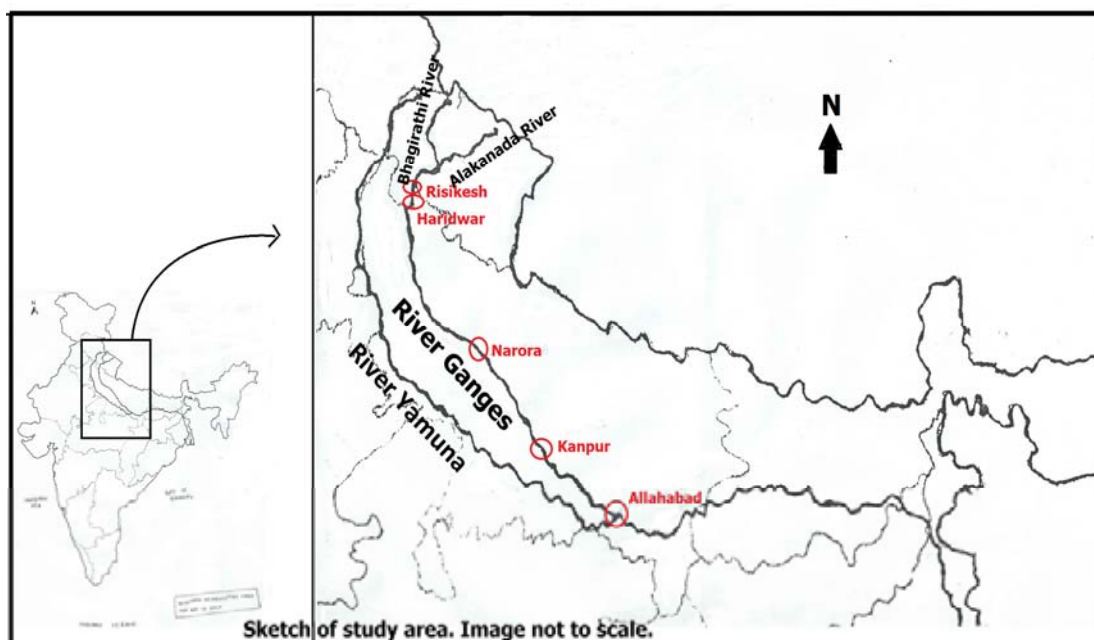 N
Bhagirathi River
Alakanada River
Risikesh
Haridwar
River Ganges
Narora
River Yamuna
Kanpur
Allahabad
N
Sketch of study area. Image not to scale.